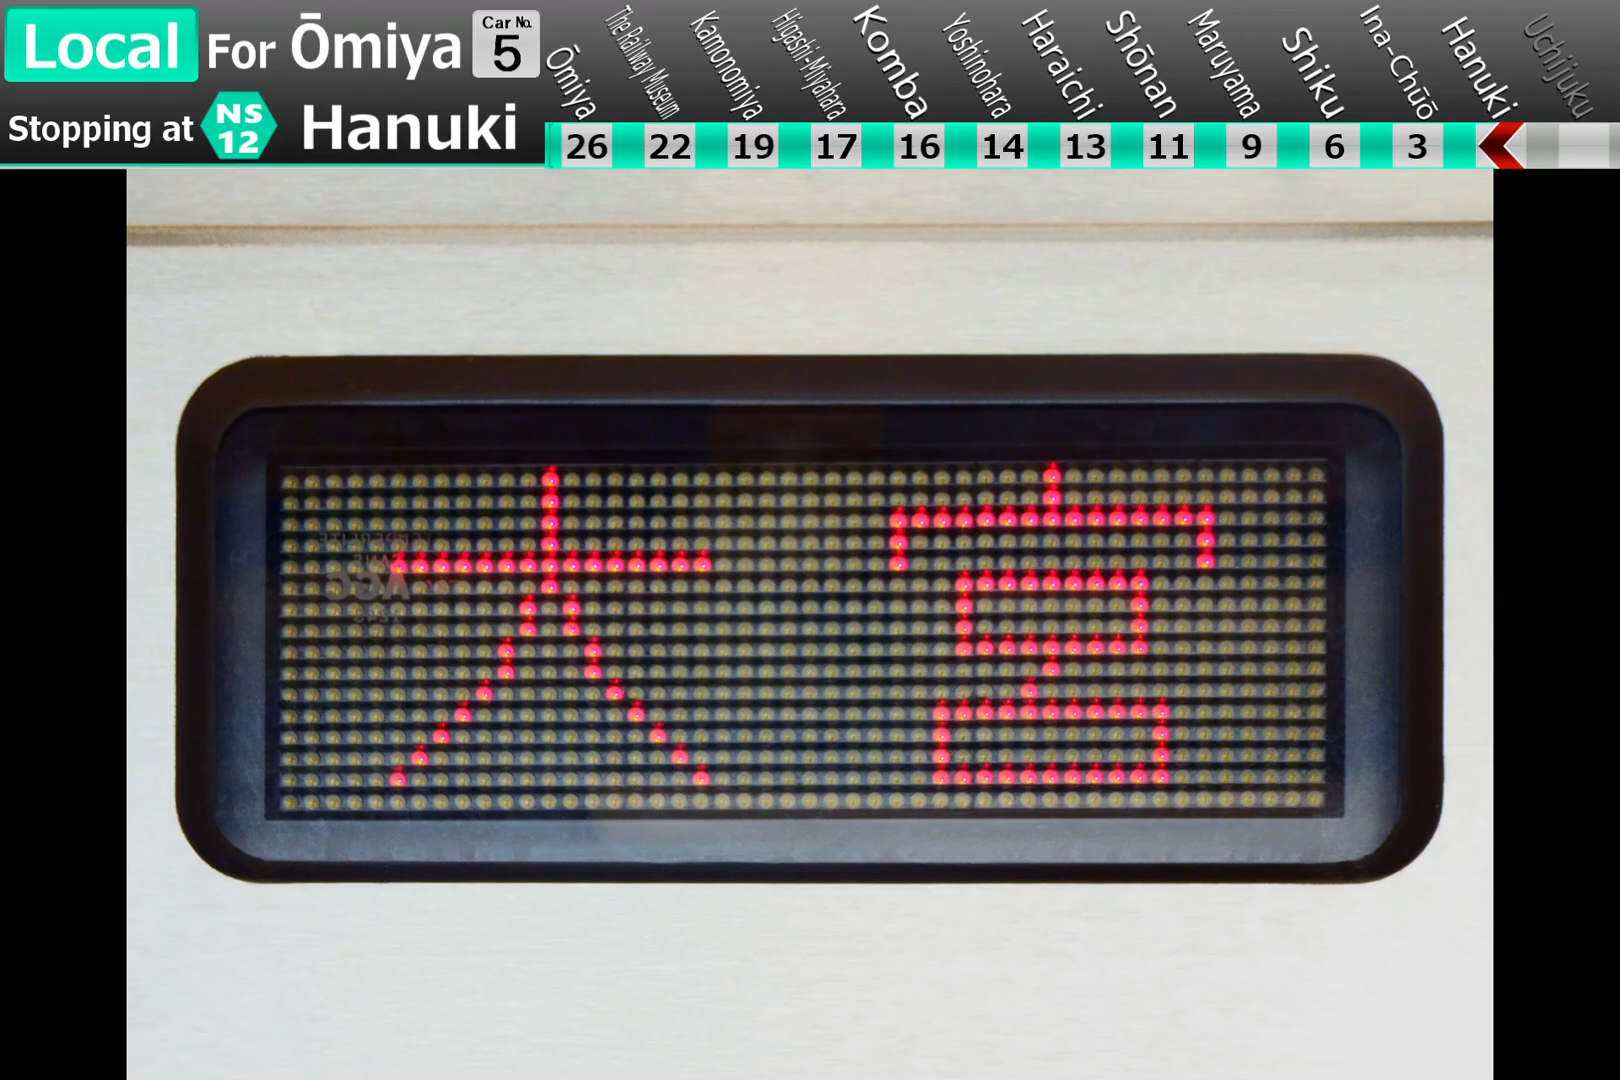 Local For Ōmiya Car No. 5
Stopping at NS 12 Hanuki
Ōmiya The Railway Museum Kamonomiya Higashi-Miyahara Komba Yoshinohara Haraichi Shōnan Maruyama Shiku Ina-Chūō Hanuki Uchijuku
26 22 19 17 16 14 13 11 9 6 3
大宮